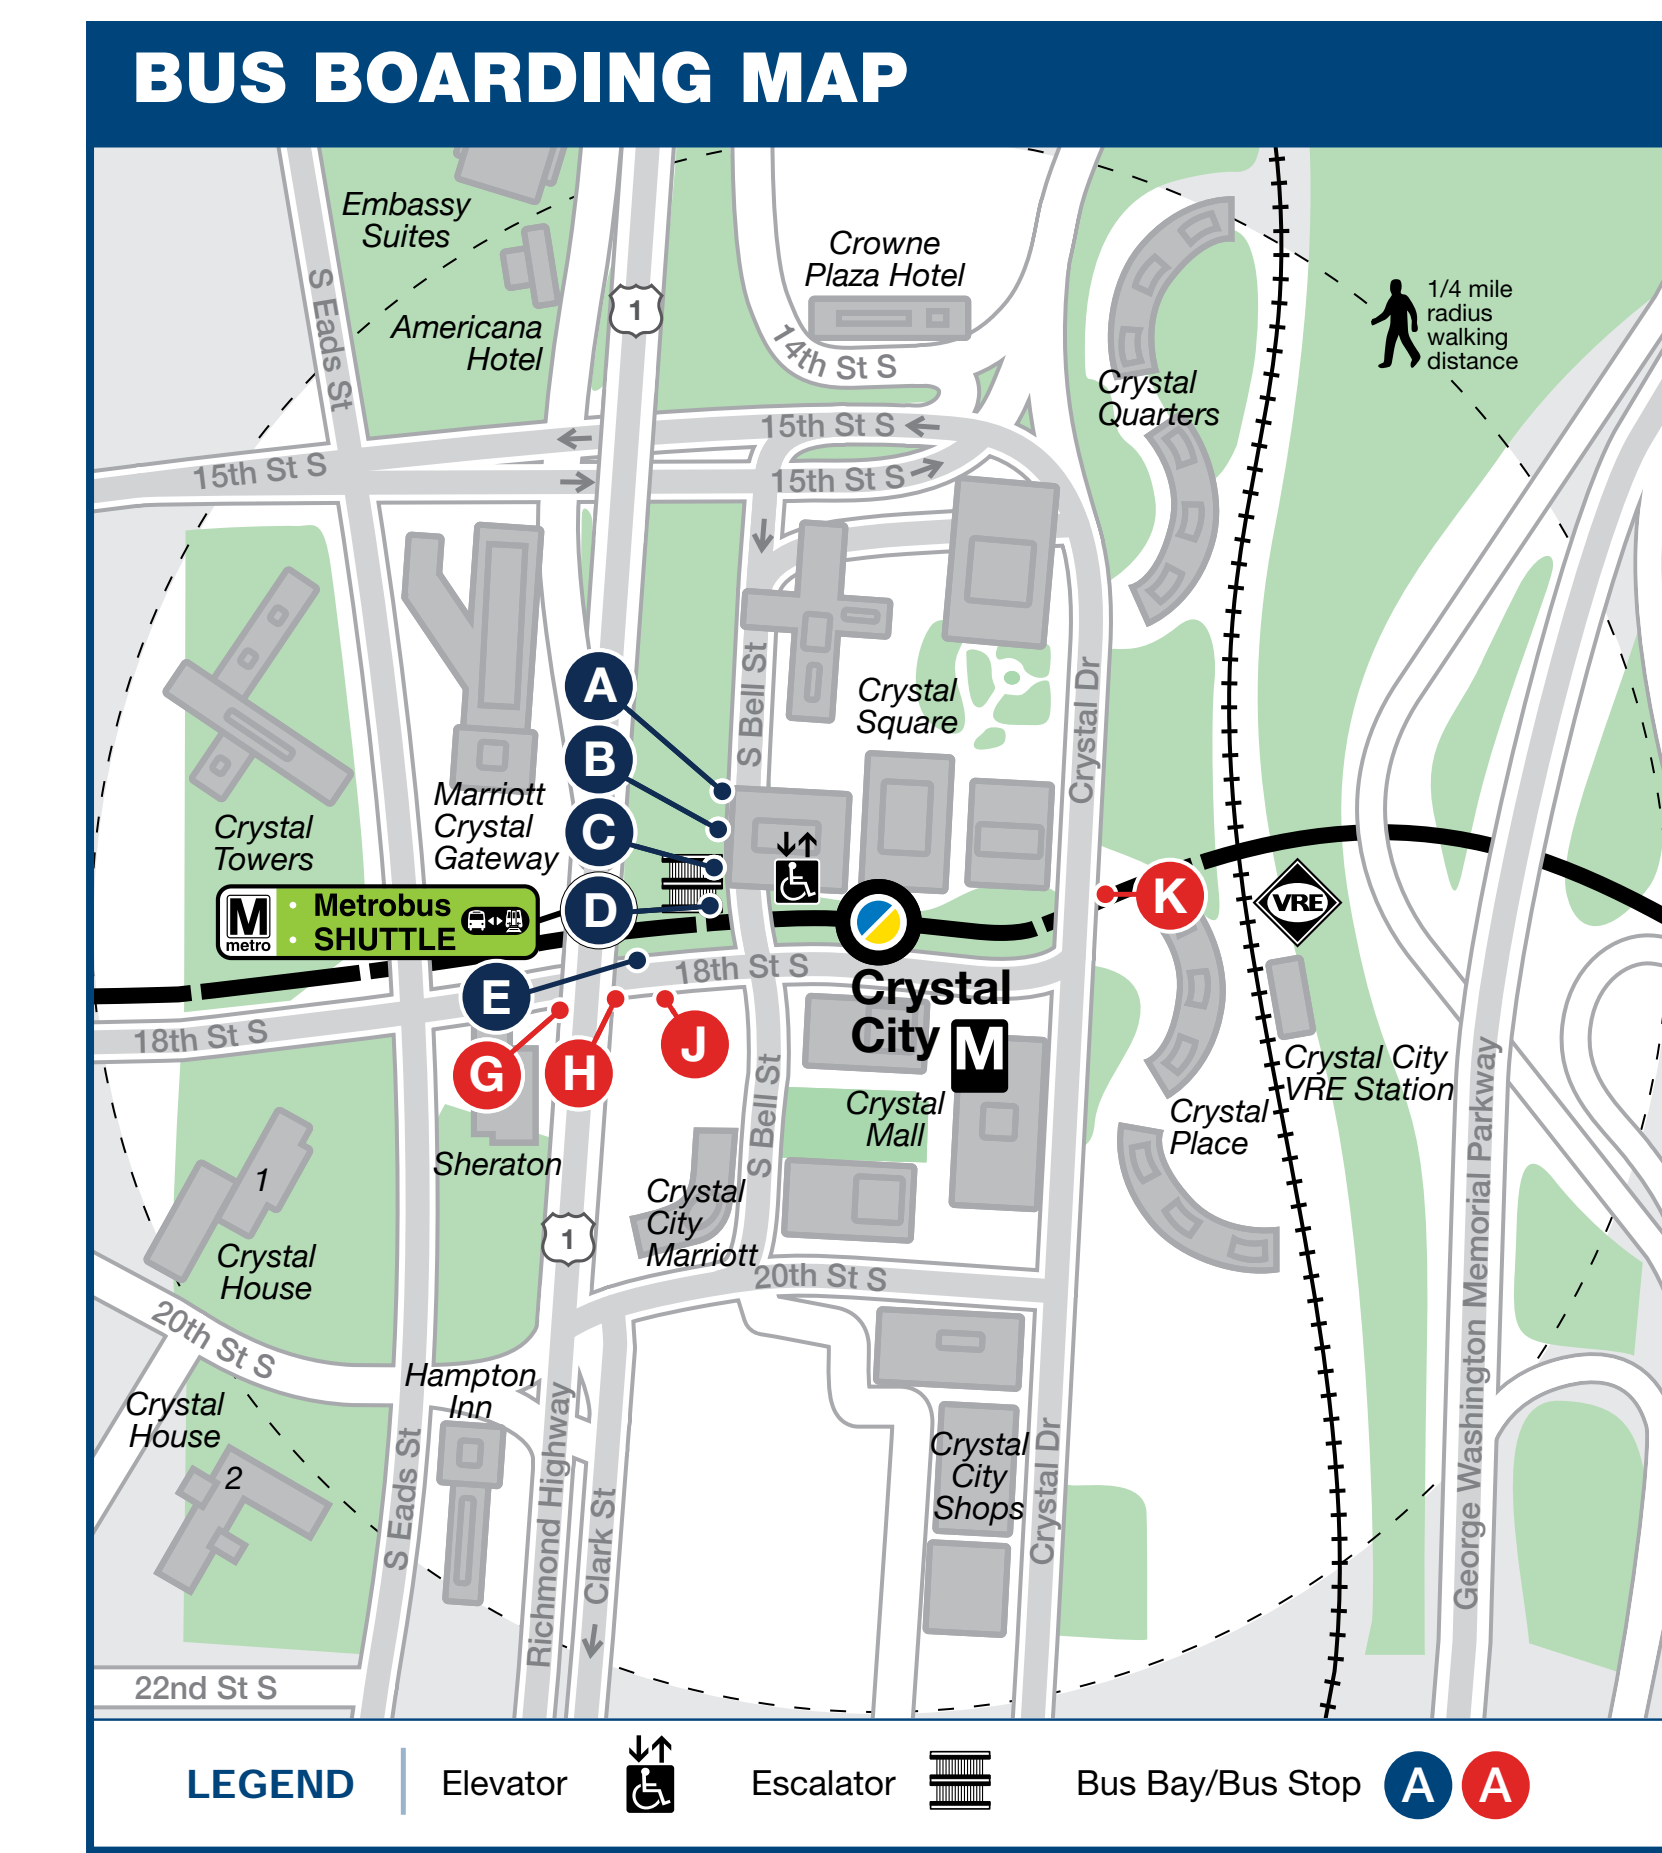 BUS BOARDING MAP
Embassy
Suites
Crowne
Plaza Hotel
1
1/4 mile
radius
walking
distance
S Eads St
Americana
Hotel
14th St S
Crystal
Quarters
15th St S
15th St S
15th St S
A
S Bell St
Crystal
Square
Crystal Dr
B
Marriott
Crystal
Gateway
C
Crystal
Towers
M
metro
• Metrobus
• SHUTTLE
D
K
VRE
E
18th St S
Crystal
City
M
18th St S
G
H
J
Crystal City
VRE Station
S Bell St
Crystal
Mall
Crystal
Place
George Washington Memorial Parkway
Sheraton
1
Crystal
City
Marriott
1
Crystal
House
20th St S
20th St S
Hampton
Inn
Crystal
House
2
Crystal
City
Shops
S Eads St
Richmond Highway
Clark St
Crystal Dr
22nd St S
LEGEND
Elevator
Escalator
Bus Bay/Bus Stop
A
A